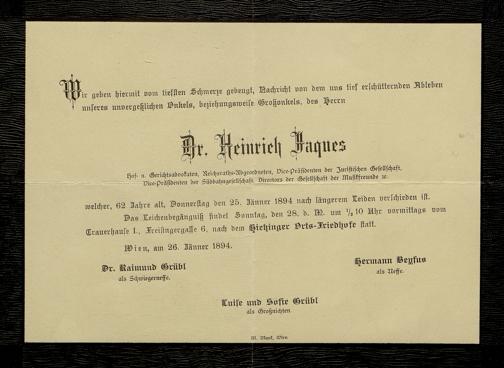 Wir geben hiermit vom tiefsten Schmerze gebeugt, Nachricht von dem uns tief erschütternden Ableben
unseres unvergeßlichen Onkels, beziehungsweise Großonkels, des Herrn
Dr. Heinrich Jaques
Hof- u. Gerichtsadvokaten, Reichsraths-Abgeordneten, Vice-Präsidenten der Juristischen Gesellschaft,
Vice-Präsidenten der Südbahngesellschaft, Directors der Gesellschaft der Musikfreunde ꝛc.
welcher, 62 Jahre alt, Donnerstag den 25. Jänner 1894 nach längerem Leiden verschieden ist.
Das Leichenbegängniß findet Sonntag, den 28. d. M. um ½10 Uhr vormittags vom
Trauerhause I., Freisingergasse 6, nach dem Hietzinger Orts-Friedhofe statt.
Wien, am 26. Jänner 1894.
Dr. Raimund Grübl
als Schwiegerneffe.
Hermann Beyfus
als Neffe.
Luise und Sofie Grübl
als Großnichten